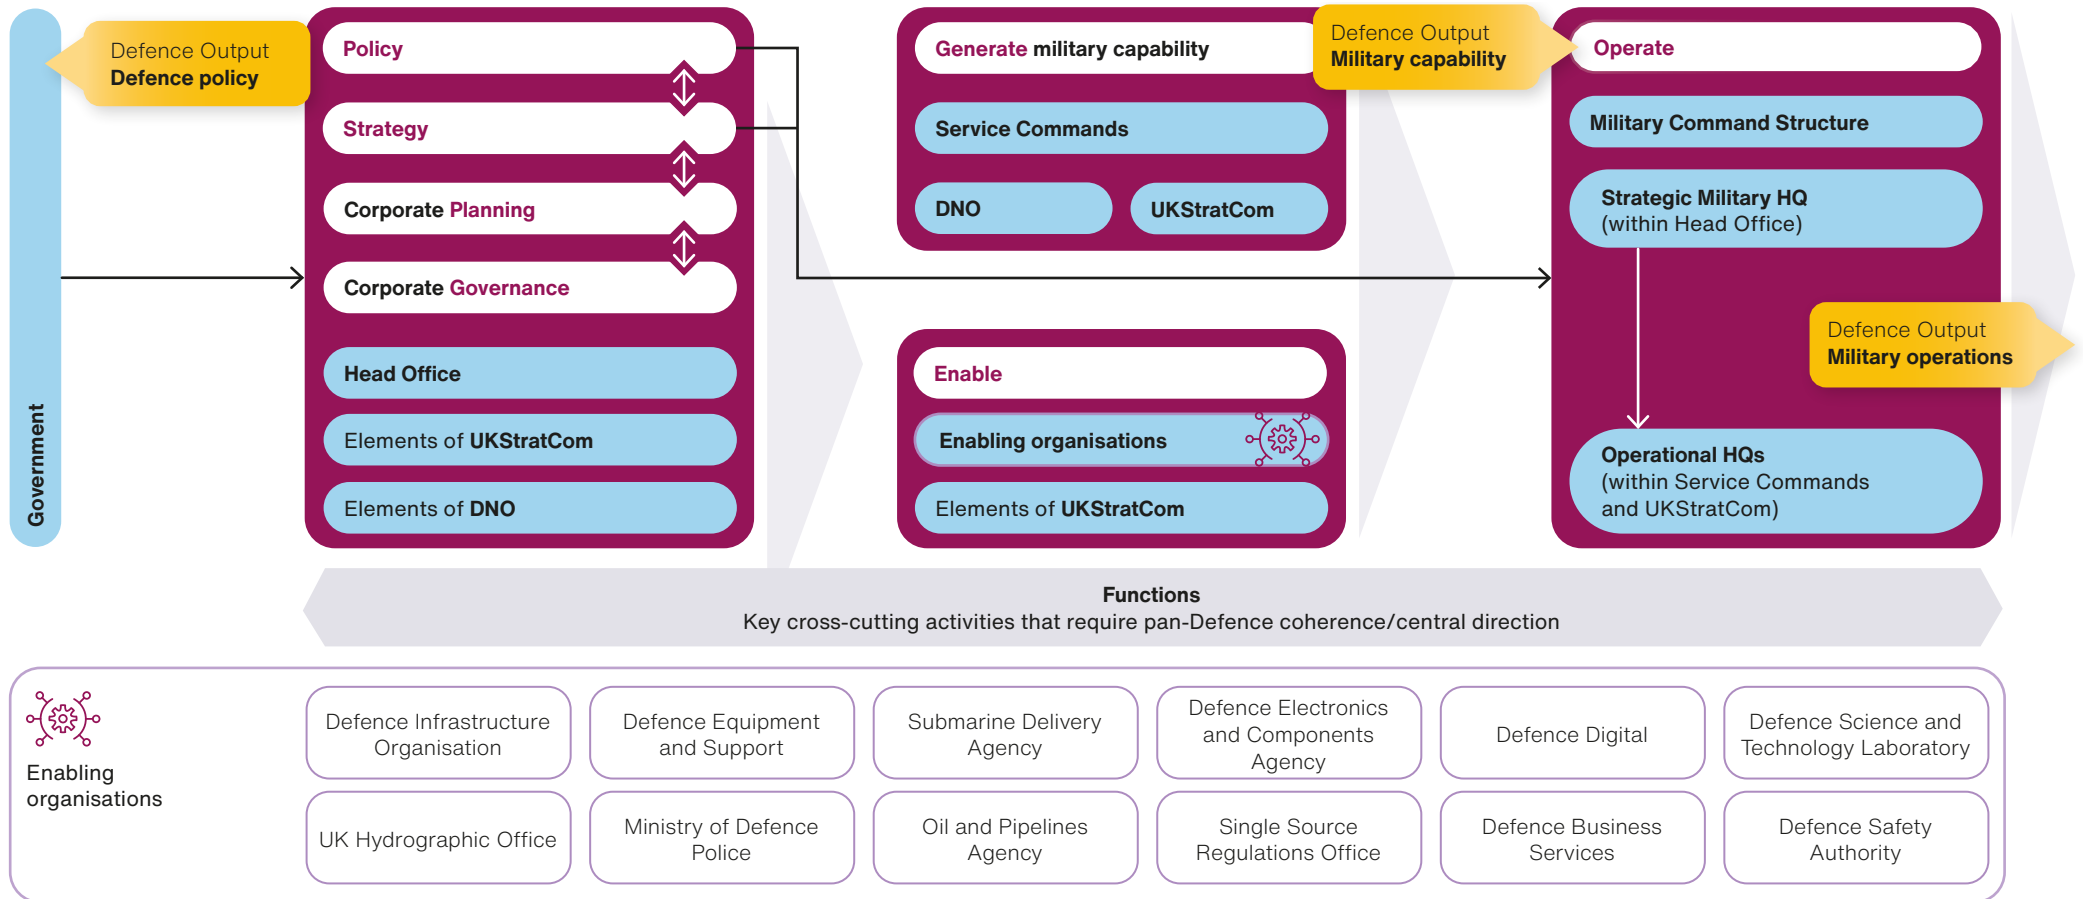 Government
Defence Output
Defence policy
Policy
Strategy
Corporate Planning
Corporate Governance
Head Office
Elements of UKStratCom
Elements of DNO
Generate military capability
Service Commands
DNO
UKStratCom
Enable
Enabling organisations
Elements of UKStratCom
Defence Output
Military capability
Operate
Military Command Structure
Strategic Military HQ
(within Head Office)
Defence Output
Military operations
Operational HQs
(within Service Commands
and UKStratCom)
Functions
Key cross-cutting activities that require pan-Defence coherence/central direction
Enabling
organisations
Defence Infrastructure
Organisation
Defence Equipment
and Support
Submarine Delivery
Agency
Defence Electronics
and Components
Agency
Defence Digital
Defence Science and
Technology Laboratory
UK Hydrographic Office
Ministry of Defence
Police
Oil and Pipelines
Agency
Single Source
Regulations Office
Defence Business
Services
Defence Safety
Authority